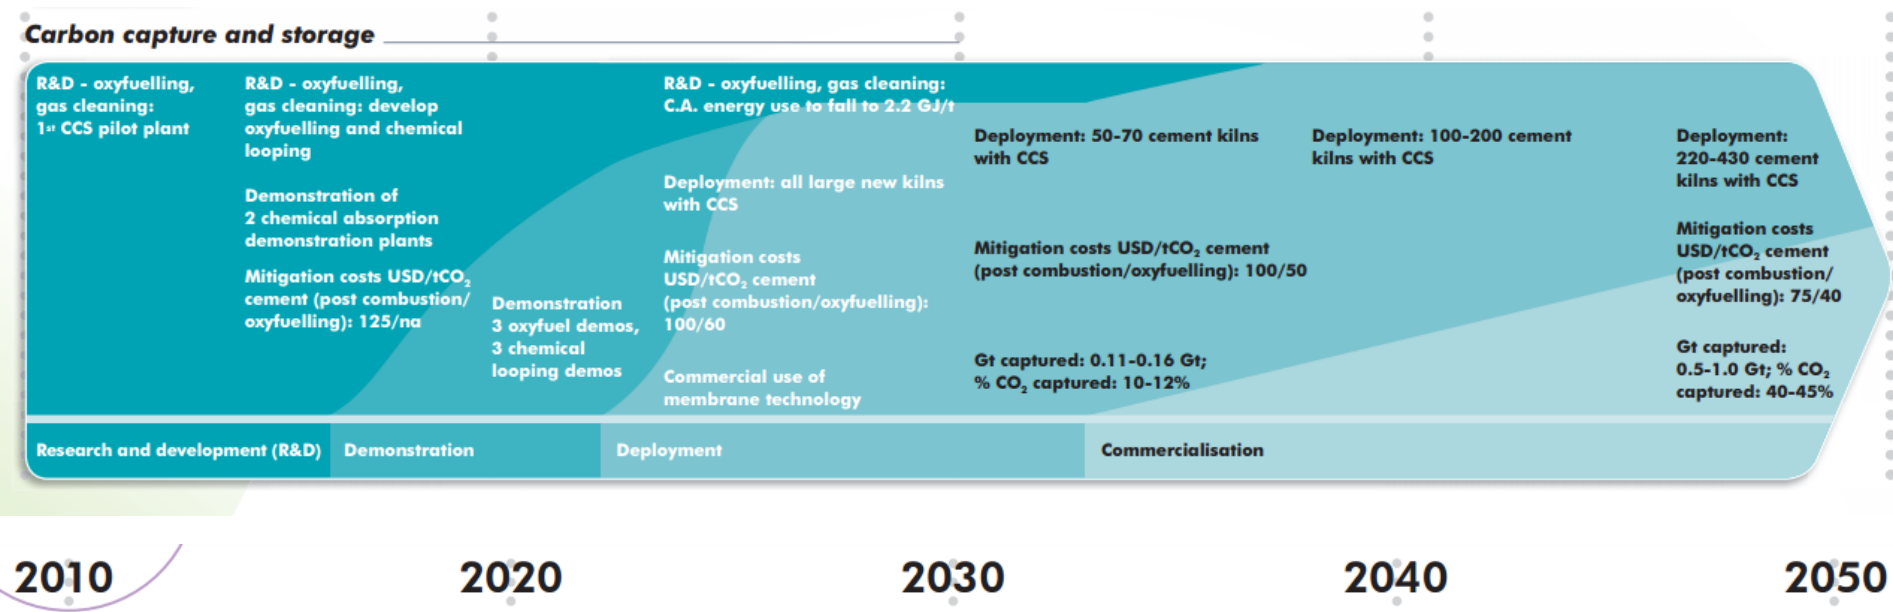 Carbon capture and storage
R&D - oxyfuelling,
gas cleaning:
1st CCS pilot plant
R&D - oxyfuelling,
gas cleaning: develop
oxyfuelling and chemical
looping
Demonstration of
2 chemical absorption
demonstration plants
Mitigation costs USD/tCO₂
cement (post combustion/
oxyfuelling): 125/na
Demonstration
3 oxyfuel demos,
3 chemical
looping demos
R&D - oxyfuelling, gas cleaning:
C.A. energy use to fall to 2.2 GJ/t
Deployment: all large new kilns
with CCS
Mitigation costs
USD/tCO₂ cement
(post combustion/oxyfuelling):
100/60
Commercial use of
membrane technology
Deployment: 50-70 cement kilns
with CCS
Mitigation costs USD/tCO₂ cement
(post combustion/oxyfuelling): 100/50
Gt captured: 0.11-0.16 Gt;
% CO₂ captured: 10-12%
Deployment: 100-200 cement
kilns with CCS
Deployment:
220-430 cement
kilns with CCS
Mitigation costs
USD/tCO₂ cement
(post combustion/
oxyfuelling): 75/40
Gt captured:
0.5-1.0 Gt; % CO₂
captured: 40-45%
Research and development (R&D)
Demonstration
Deployment
Commercialisation
2010
2020
2030
2040
2050